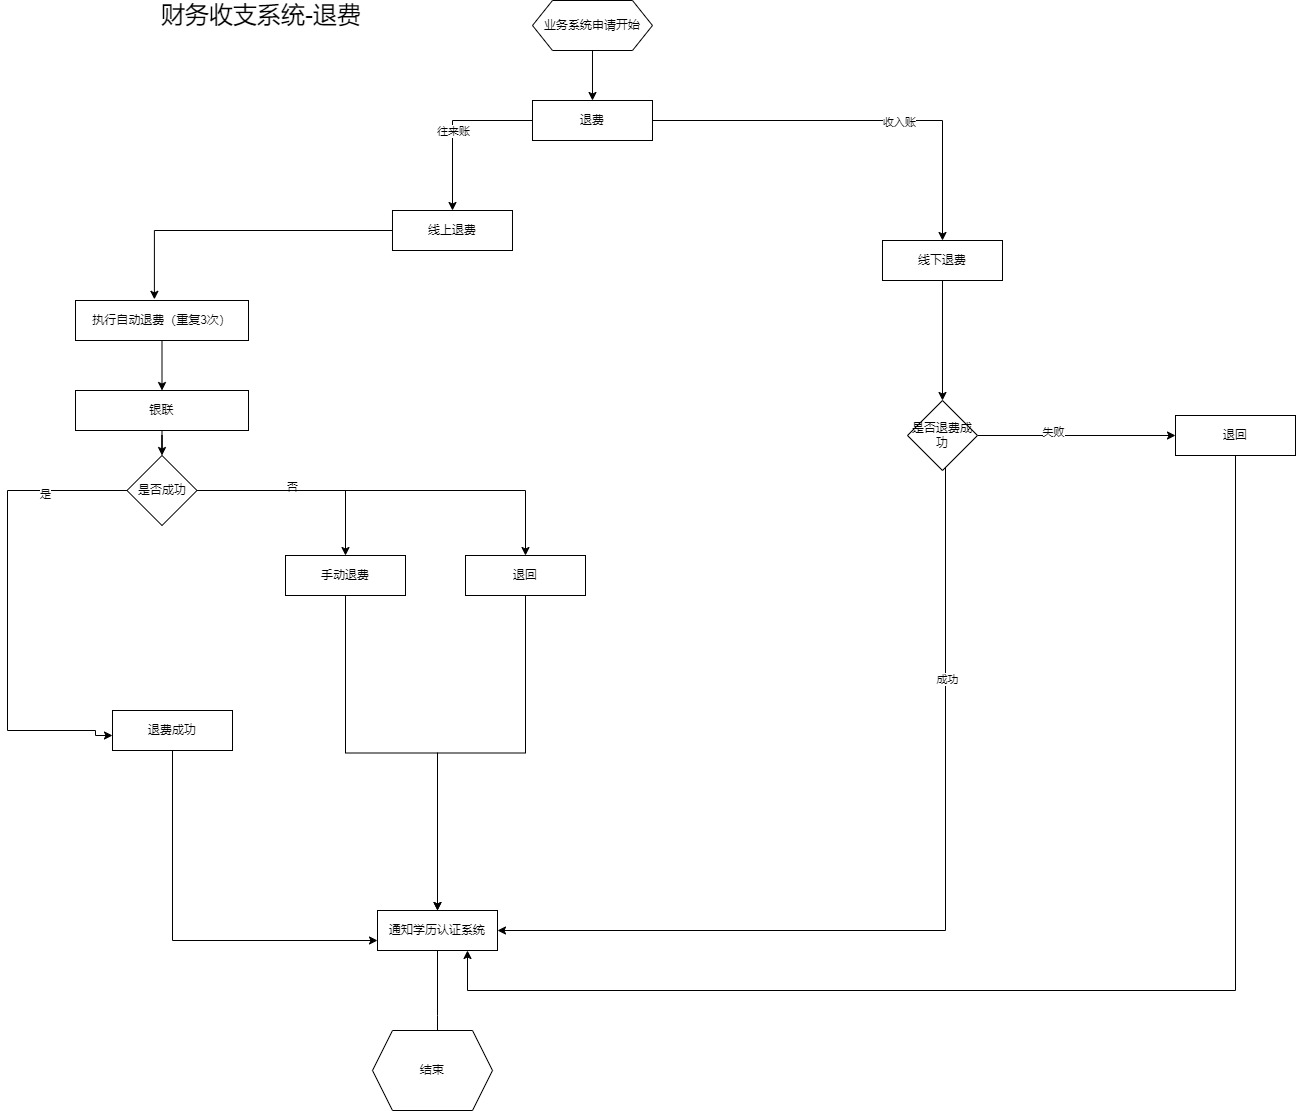 财务收支系统-退费
业务系统申请开始
退费
往来账
收入账
线上退费
线下退费
执行自动退费（重复3次）
银联
是否退费成
功
失败
退回
是
是否成功
否
手动退费
退回
成功
退费成功
通知学历认证系统
结束